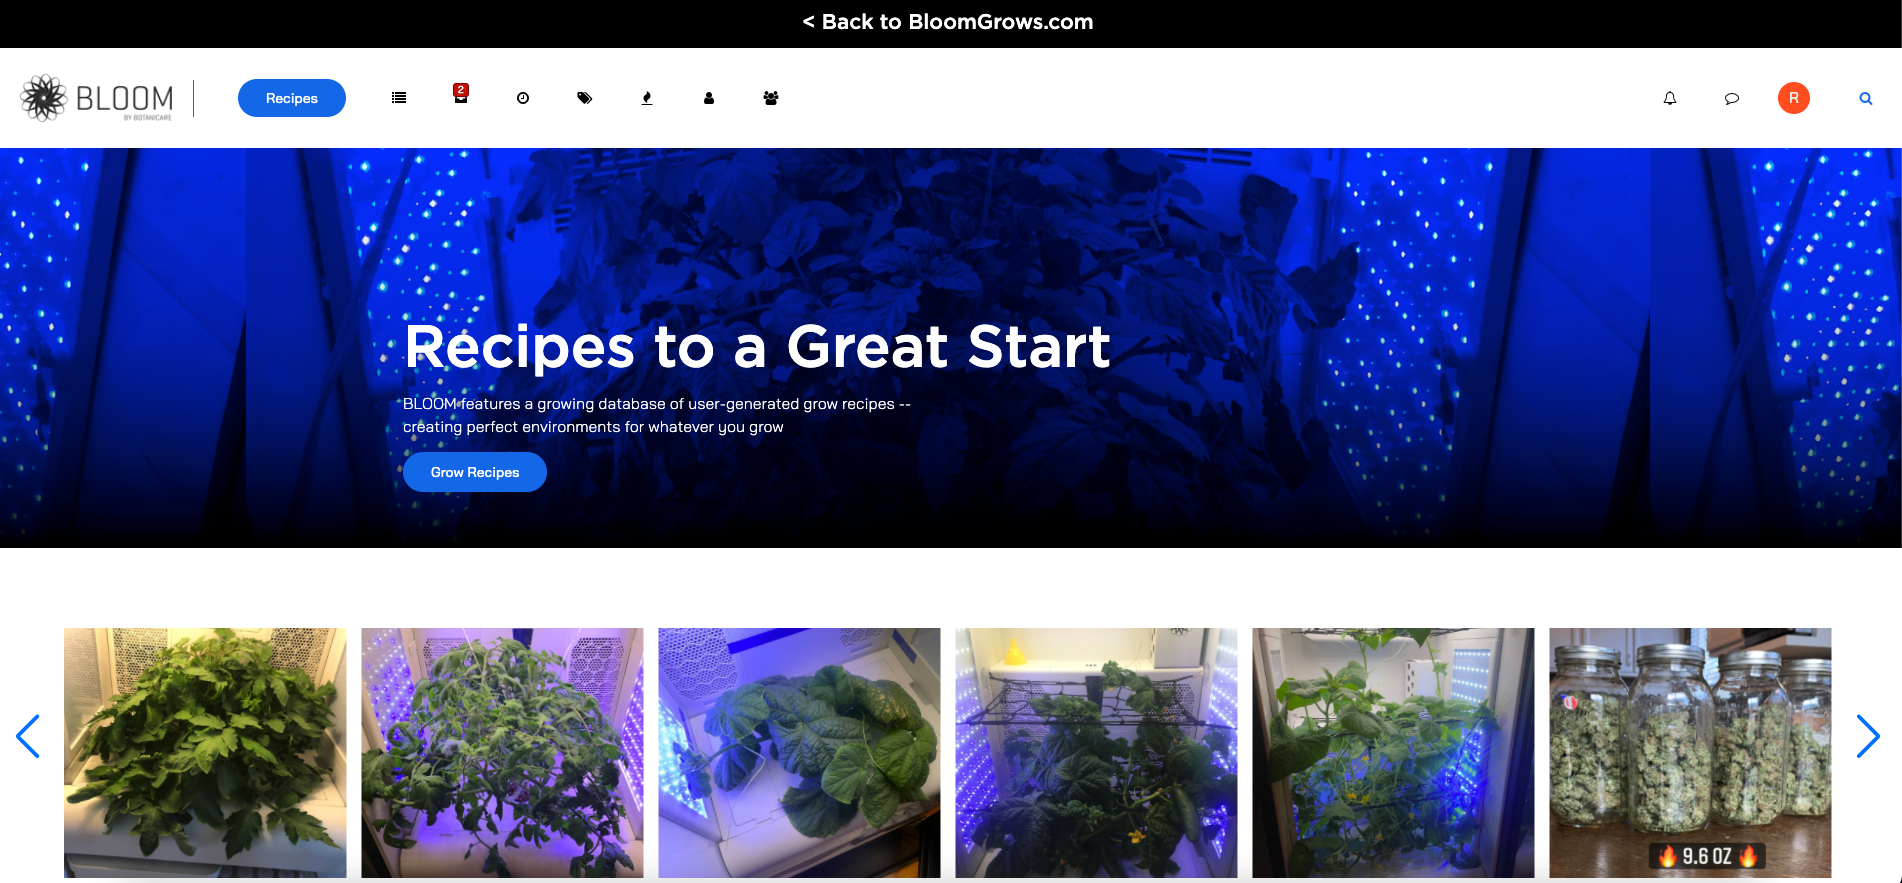 < Back to BloomGrows.com
BLOOM
BY BOTANICARE
Recipes
2
R
Recipes to a Great Start
BLOOM features a growing database of user-generated grow recipes --
creating perfect environments for whatever you grow
Grow Recipes
🔥 9.6 OZ 🔥